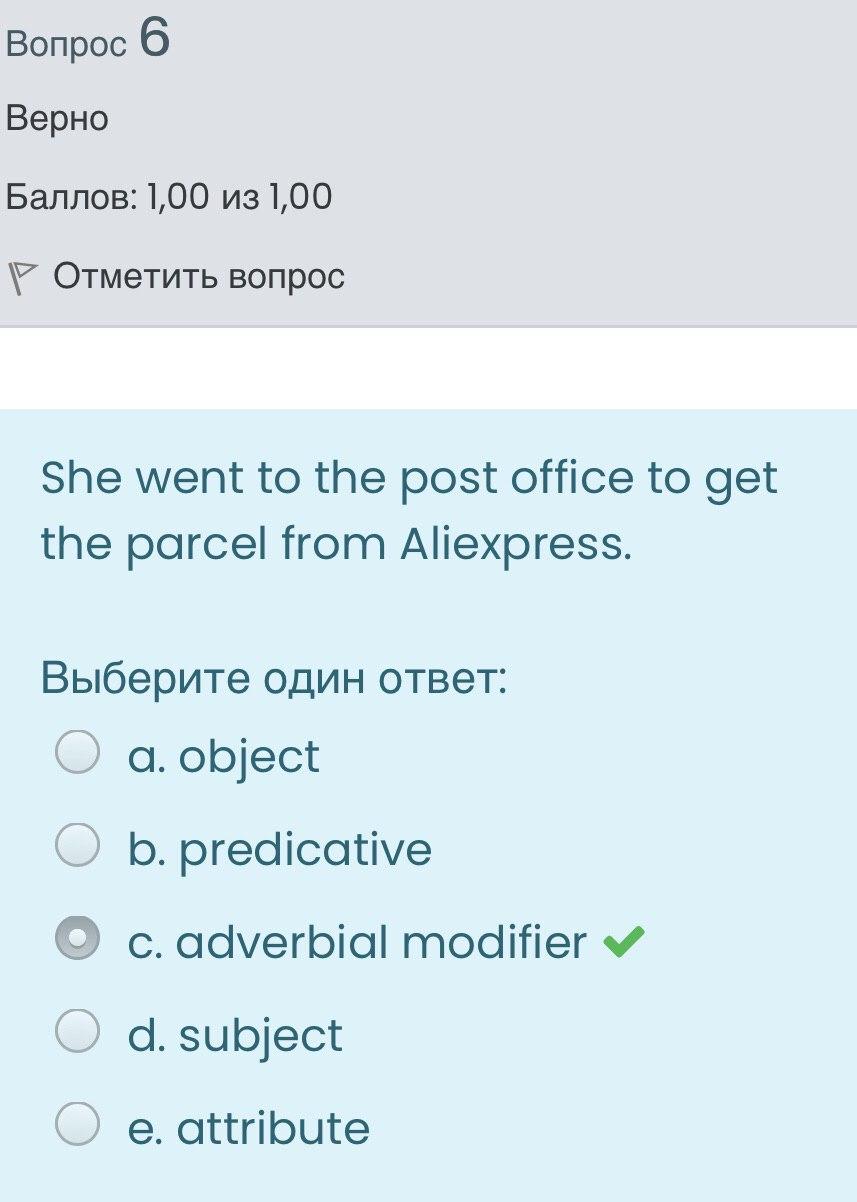 Вопрос 6
Верно
Баллов: 1,00 из 1,00
Отметить вопрос
She went to the post office to get
the parcel from Aliexpress.
Выберите один ответ:
a. object
b. predicative
c. adverbial modifier
d. subject
e. attribute